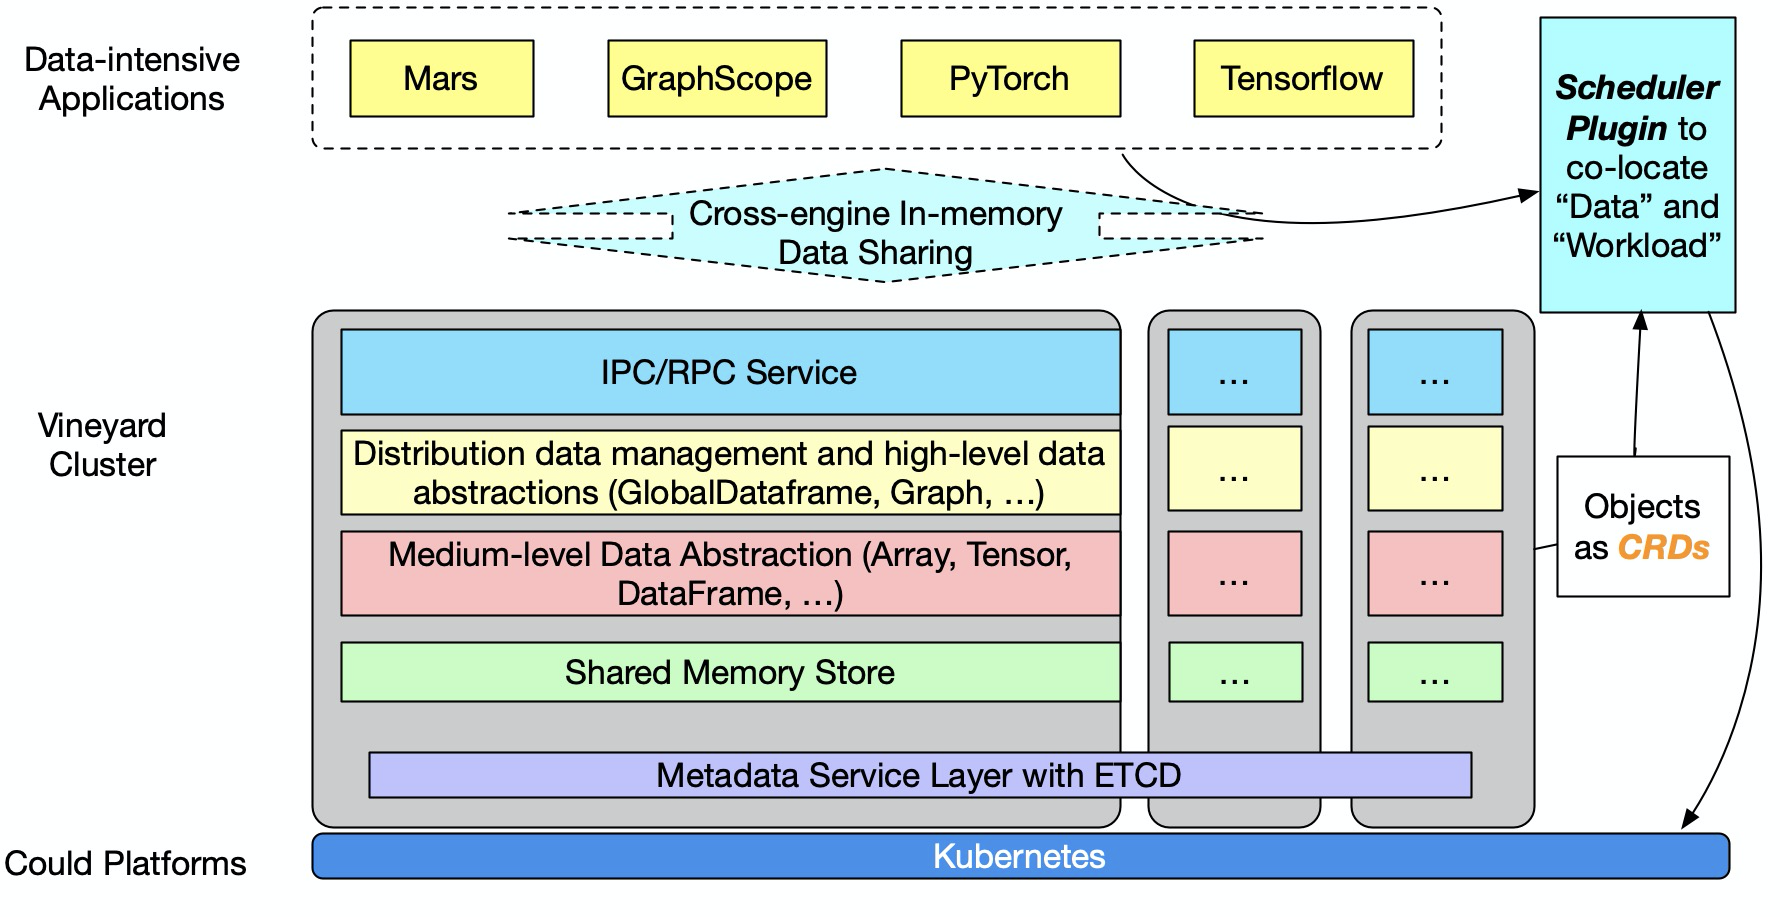 Data-intensive
Applications
Mars
GraphScope
PyTorch
Tensorflow
Scheduler
Plugin to
co-locate
“Data” and
“Workload”
Cross-engine In-memory
Data Sharing
Vineyard
Cluster
IPC/RPC Service
...
...
Distribution data management and high-level data
abstractions (GlobalDataframe, Graph, ...)
...
...
Medium-level Data Abstraction (Array, Tensor,
DataFrame, ...)
...
...
Objects
as CRDs
Shared Memory Store
...
...
Metadata Service Layer with ETCD
Could Platforms
Kubernetes